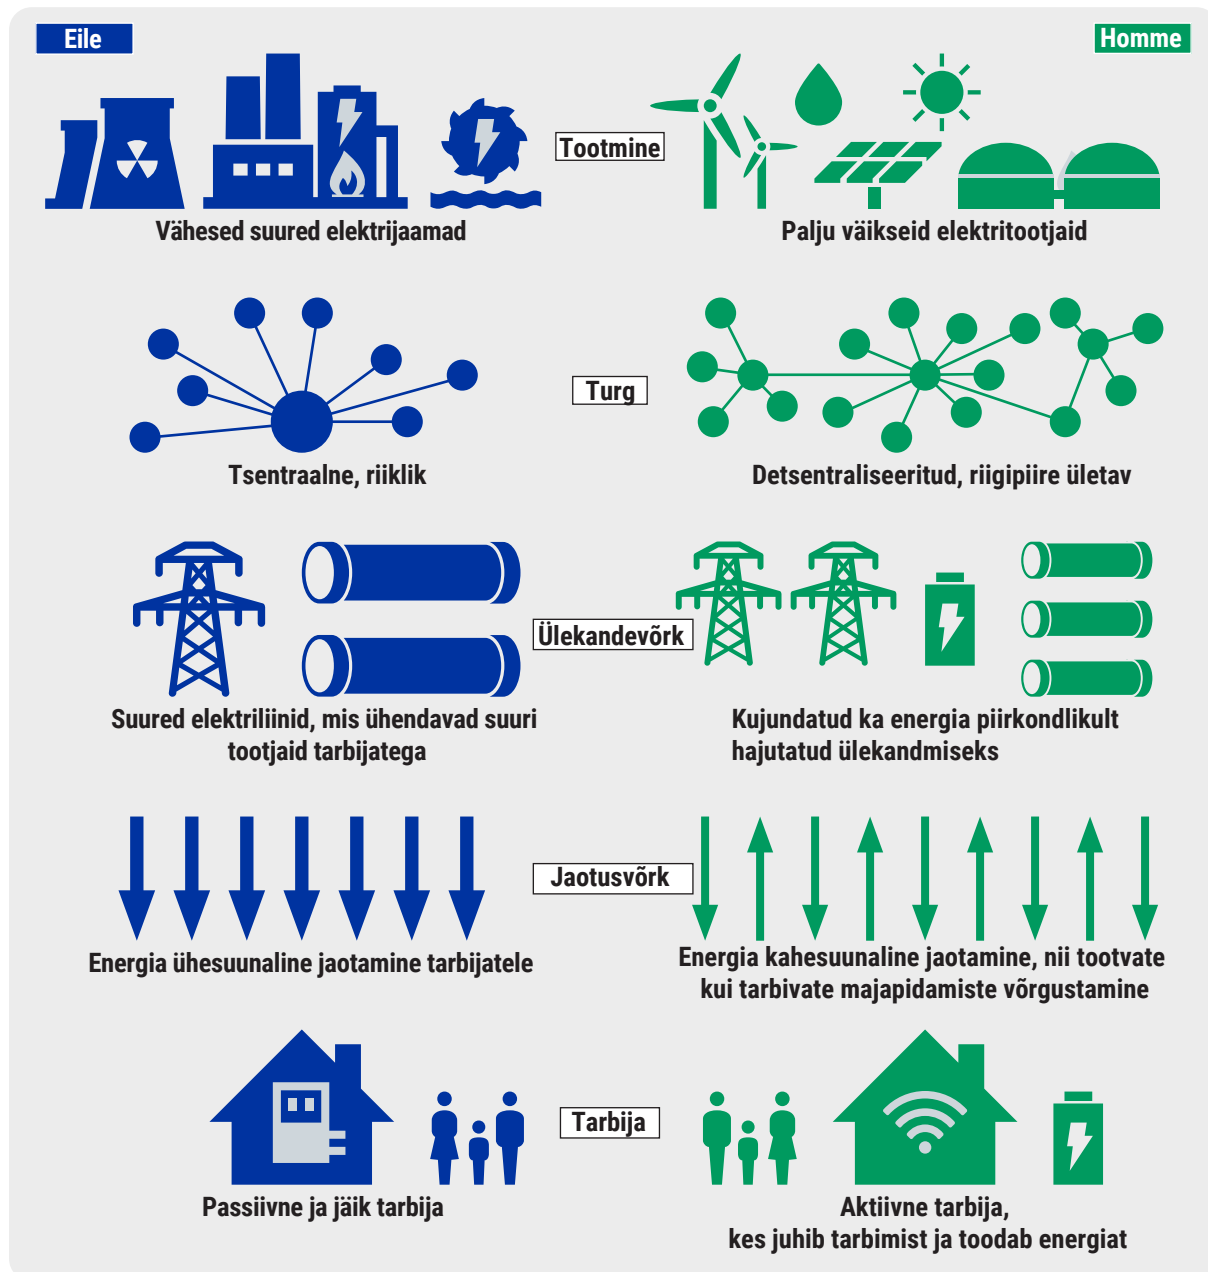 Eile
Homme
Tootmine
Vähesed suured elektrijaamad
Palju väikseid elektritootjaid
Turg
Tsentraalne, riiklik
Detsentraliseeritud, riigipiire ületav
Ülekandevõrk
Suured elektriliinid, mis ühendavad suuri
tootjaid tarbijatega
Kujundatud ka energia piirkondlikult
hajutatud ülekandmiseks
Jaotusvõrk
Energia ühesuunaline jaotamine tarbijatele
Energia kahesuunaline jaotamine, nii tootvate
kui tarbivate majapidamiste võrgustamine
Tarbija
Passiivne ja jäik tarbija
Aktiivne tarbija,
kes juhib tarbimist ja toodab energiat